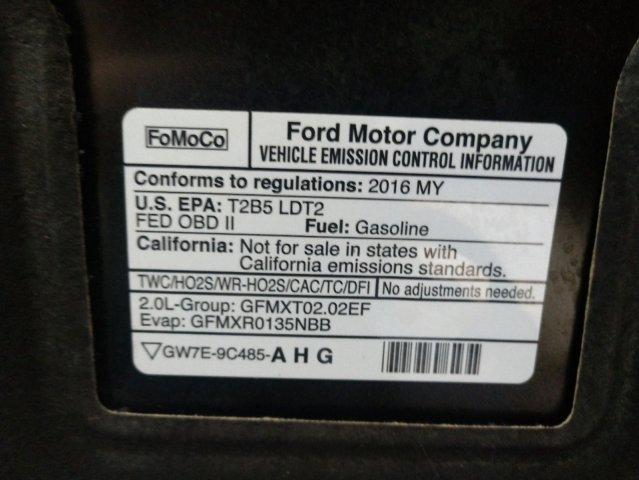 FoMoCo
Ford Motor Company
VEHICLE EMISSION CONTROL INFORMATION
Conforms to regulations: 2016 MY
U.S. EPA: T2B5 LDT2
FED OBD II Fuel: Gasoline
California: Not for sale in states with
California emissions standards.
TWC/HO2S/WR-HO2S/CAC/TC/DFI No adjustments needed.
2.0L-Group: GFMXT02.02EF
Evap: GFMXR0135NBB
▽GW7E-9C485-A H G